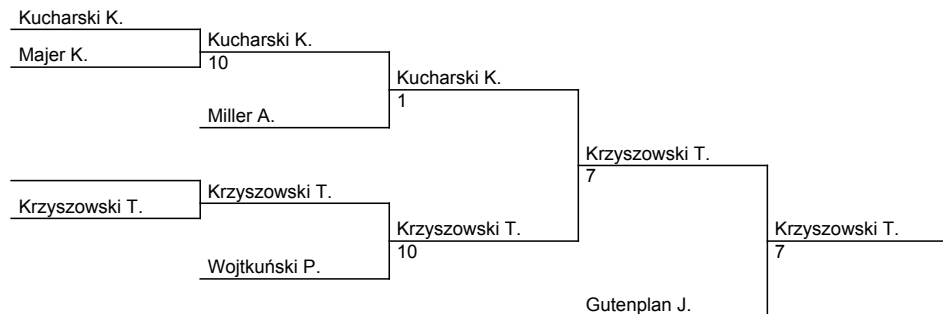 Kucharski K.
Majer K.
Kucharski K.
10
Miller A.
Kucharski K.
1
Krzyszowski T.
Krzyszowski T.
Wojtkuński P.
Krzyszowski T.
10
Krzyszowski T.
7
Gutenplan J.
Krzyszowski T.
7